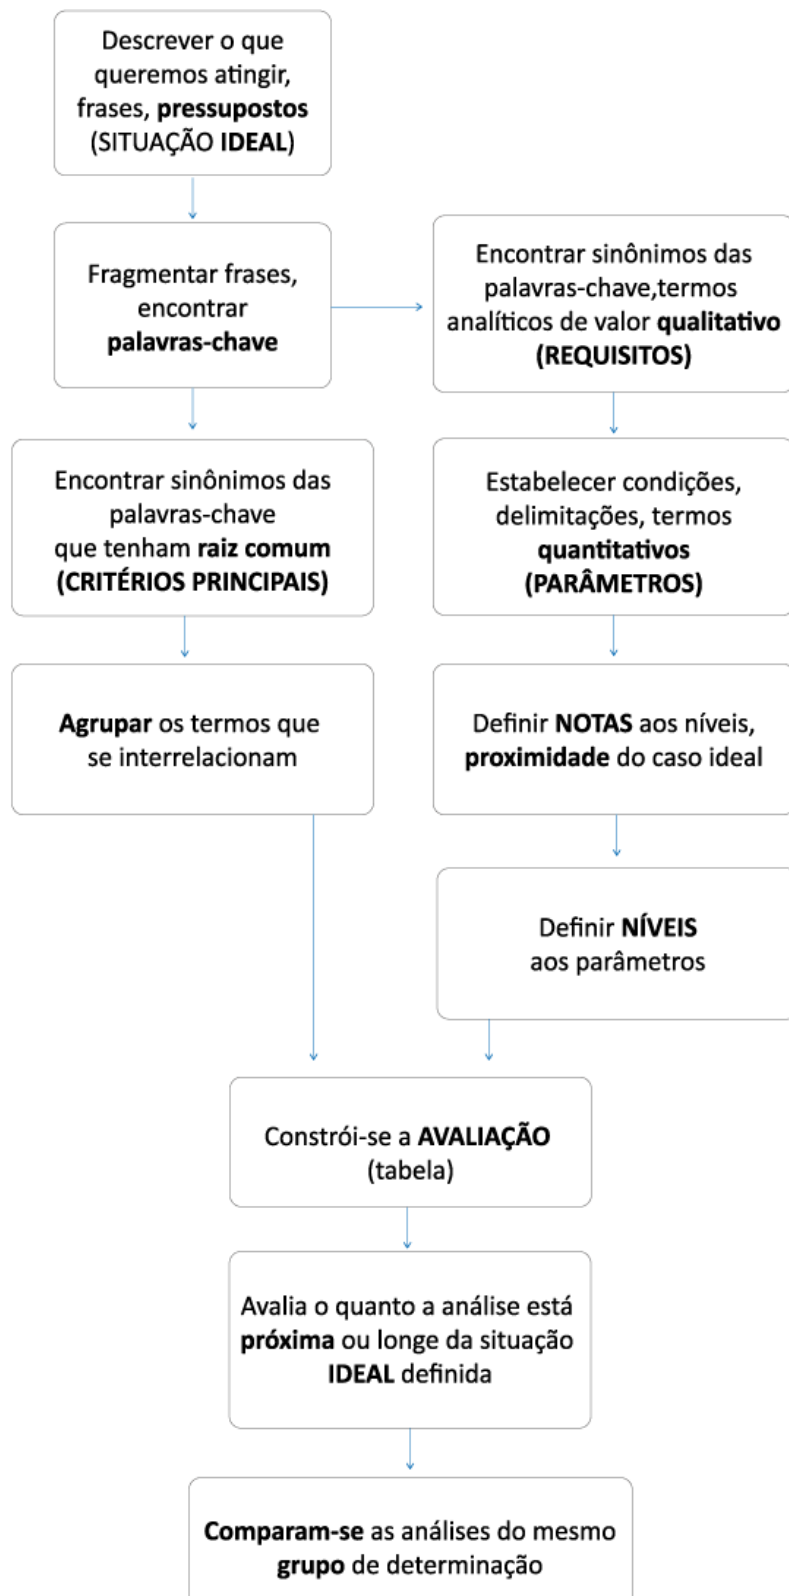 Descrever o que
queremos atingir,
frases, pressupostos
(SITUAÇÃO IDEAL)
Fragmentar frases,
encontrar
palavras-chave
Encontrar sinônimos das
palavras-chave,termos
analíticos de valor qualitativo
(REQUISITOS)
Encontrar sinônimos das
palavras-chave
que tenham raiz comum
(CRITÉRIOS PRINCIPAIS)
Estabelecer condições,
delimitações, termos
quantitativos
(PARÂMETROS)
Agrupar os termos que
se interrelacionam
Definir NOTAS aos níveis,
proximidade do caso ideal
Definir NÍVEIS
aos parâmetros
Constrói-se a AVALIAÇÃO
(tabela)
Avalia o quanto a análise está
próxima ou longe da situação
IDEAL definida
Comparam-se as análises do mesmo
grupo de determinação